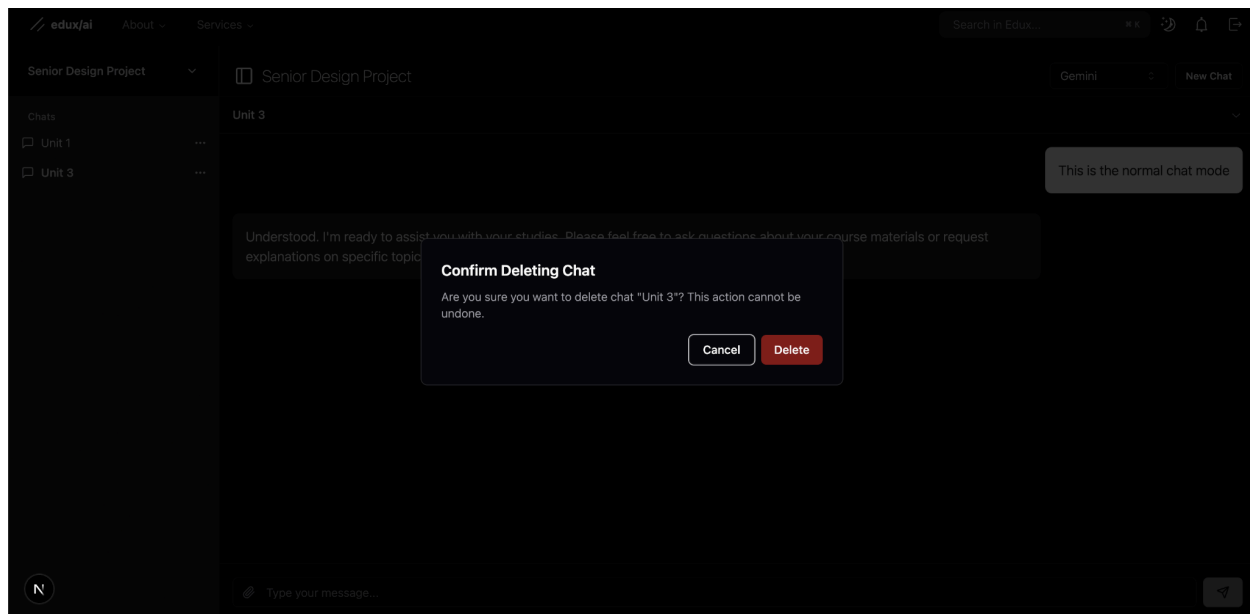 edux/ai
About
Services
Search in Edux...
⌘ K
Senior Design Project
Senior Design Project
Gemini
New Chat
Chats
Unit 3
Unit 1
Unit 3
This is the normal chat mode
Understood. I'm ready to assist you with your studies. Please feel free to ask questions about your course materials or request
explanations on specific topic
Confirm Deleting Chat
Are you sure you want to delete chat "Unit 3"? This action cannot be
undone.
Cancel
Delete
N
Type your message...